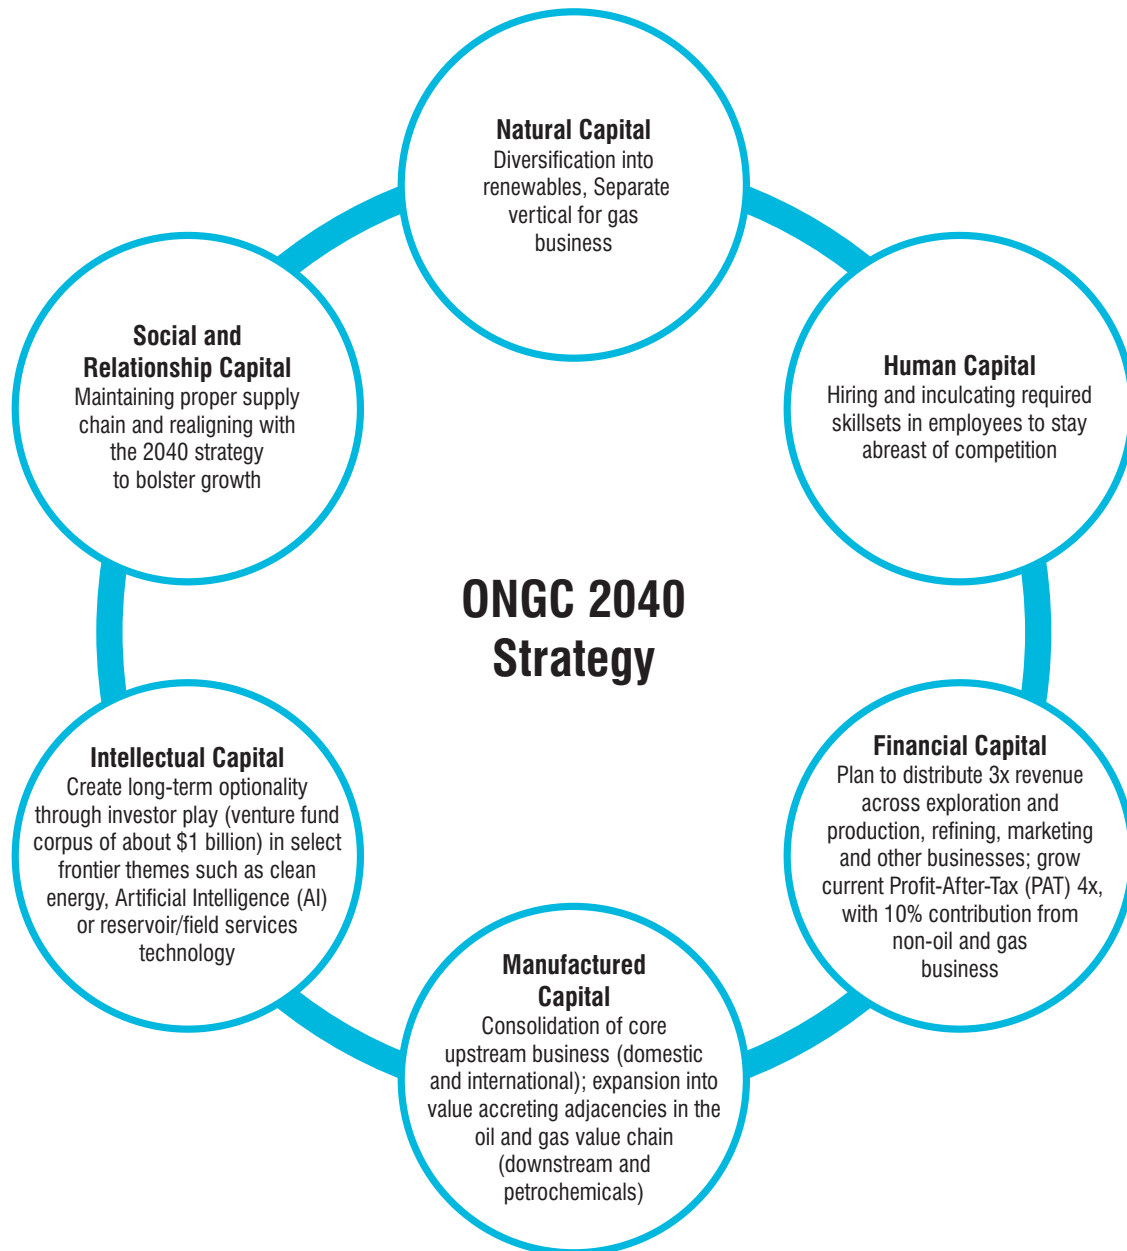 Natural Capital
Diversification into
renewables, Separate
vertical for gas
business
Social and
Relationship Capital
Maintaining proper supply
chain and realigning with
the 2040 strategy
to bolster growth
Human Capital
Hiring and inculcating required
skillsets in employees to stay
abreast of competition
ONGC 2040
Strategy
Intellectual Capital
Create long-term optionality
through investor play (venture fund
corpus of about $1 billion) in select
frontier themes such as clean
energy, Artificial Intelligence (AI)
or reservoir/field services
technology
Financial Capital
Plan to distribute 3x revenue
across exploration and
production, refining, marketing
and other businesses; grow
current Profit-After-Tax (PAT) 4x,
with 10% contribution from
non-oil and gas
business
Manufactured
Capital
Consolidation of core
upstream business (domestic
and international); expansion into
value accreting adjacencies in the
oil and gas value chain
(downstream and
petrochemicals)